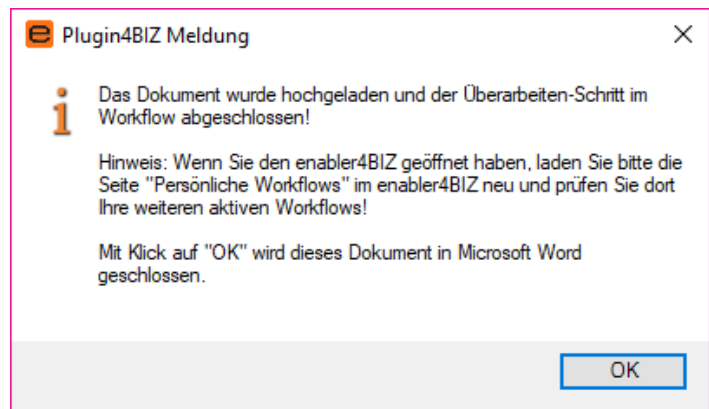 Plugin4BIZ Meldung
Das Dokument wurde hochgeladen und der Überarbeiten-Schritt im
Workflow abgeschlossen!
Hinweis: Wenn Sie den enabler4BIZ geöffnet haben, laden Sie bitte die
Seite "Persönliche Workflows" im enabler4BIZ neu und prüfen Sie dort
Ihre weiteren aktiven Workflows!
Mit Klick auf "OK" wird dieses Dokument in Microsoft Word
geschlossen.
OK